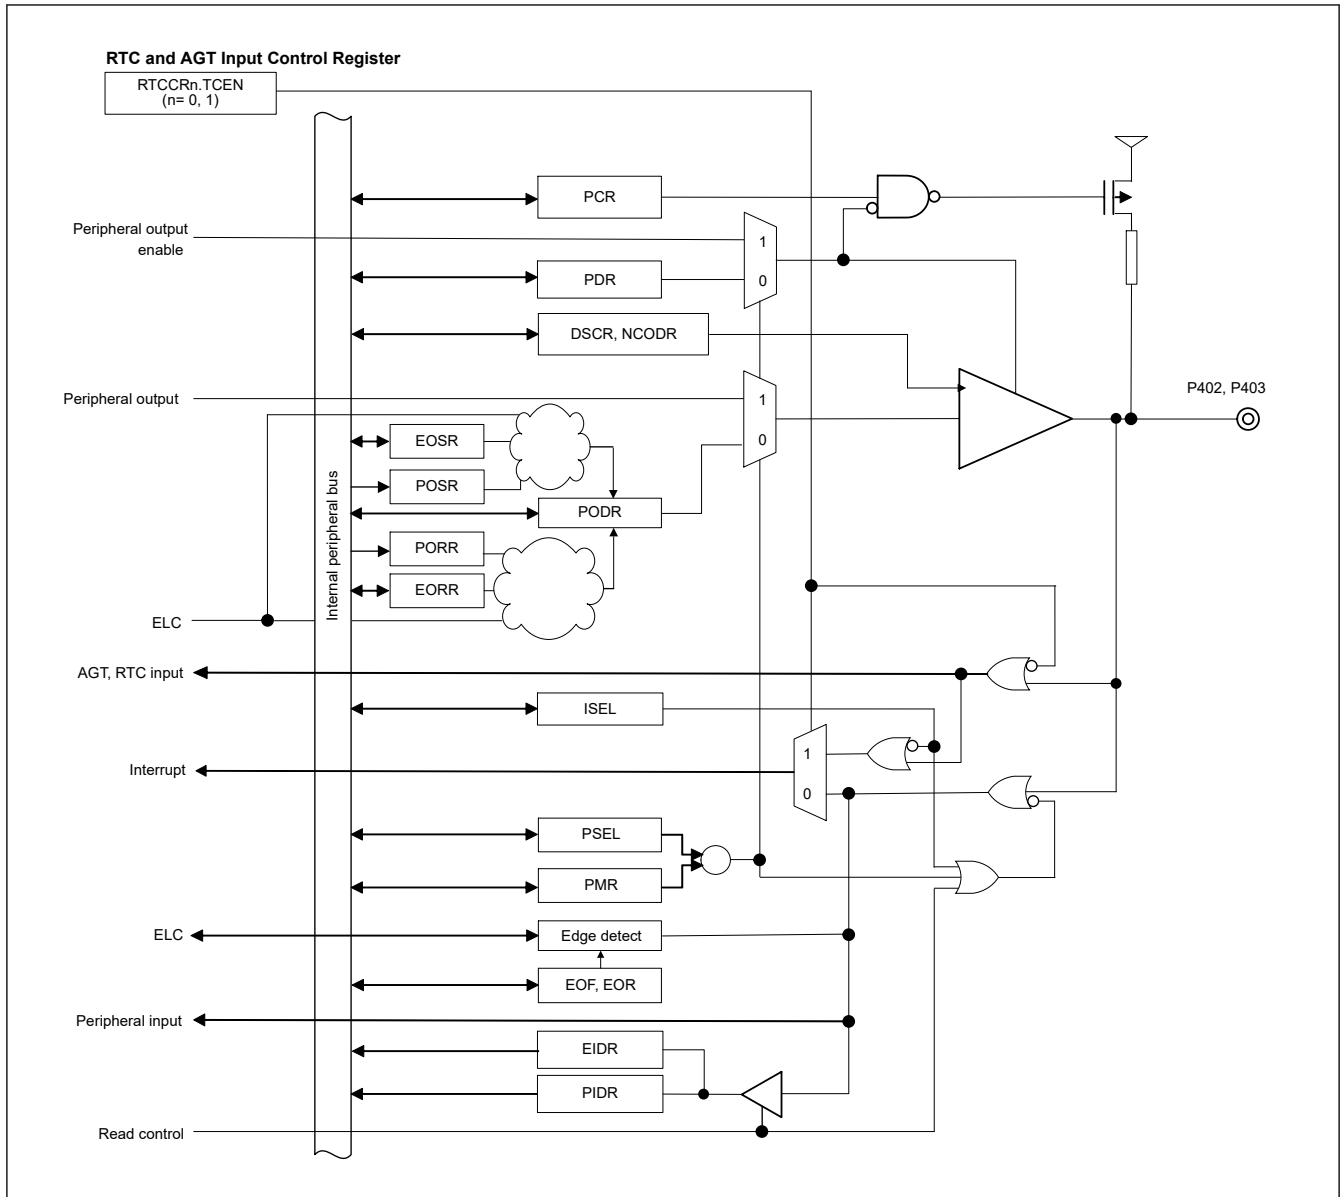 RTC and AGT Input Control Register
RTCCRn.TCEN
(n= 0, 1)
PCR
Peripheral output
enable
1
0
PDR
DSCR, NCODR
P402, P403
Peripheral output
1
0
EOSR
POSR
PODR
Internal peripheral bus
PORR
EORR
ELC
AGT, RTC input
ISEL
Interrupt
1
0
PSEL
PMR
ELC
Edge detect
EOF, EOR
Peripheral input
EIDR
PIDR
Read control